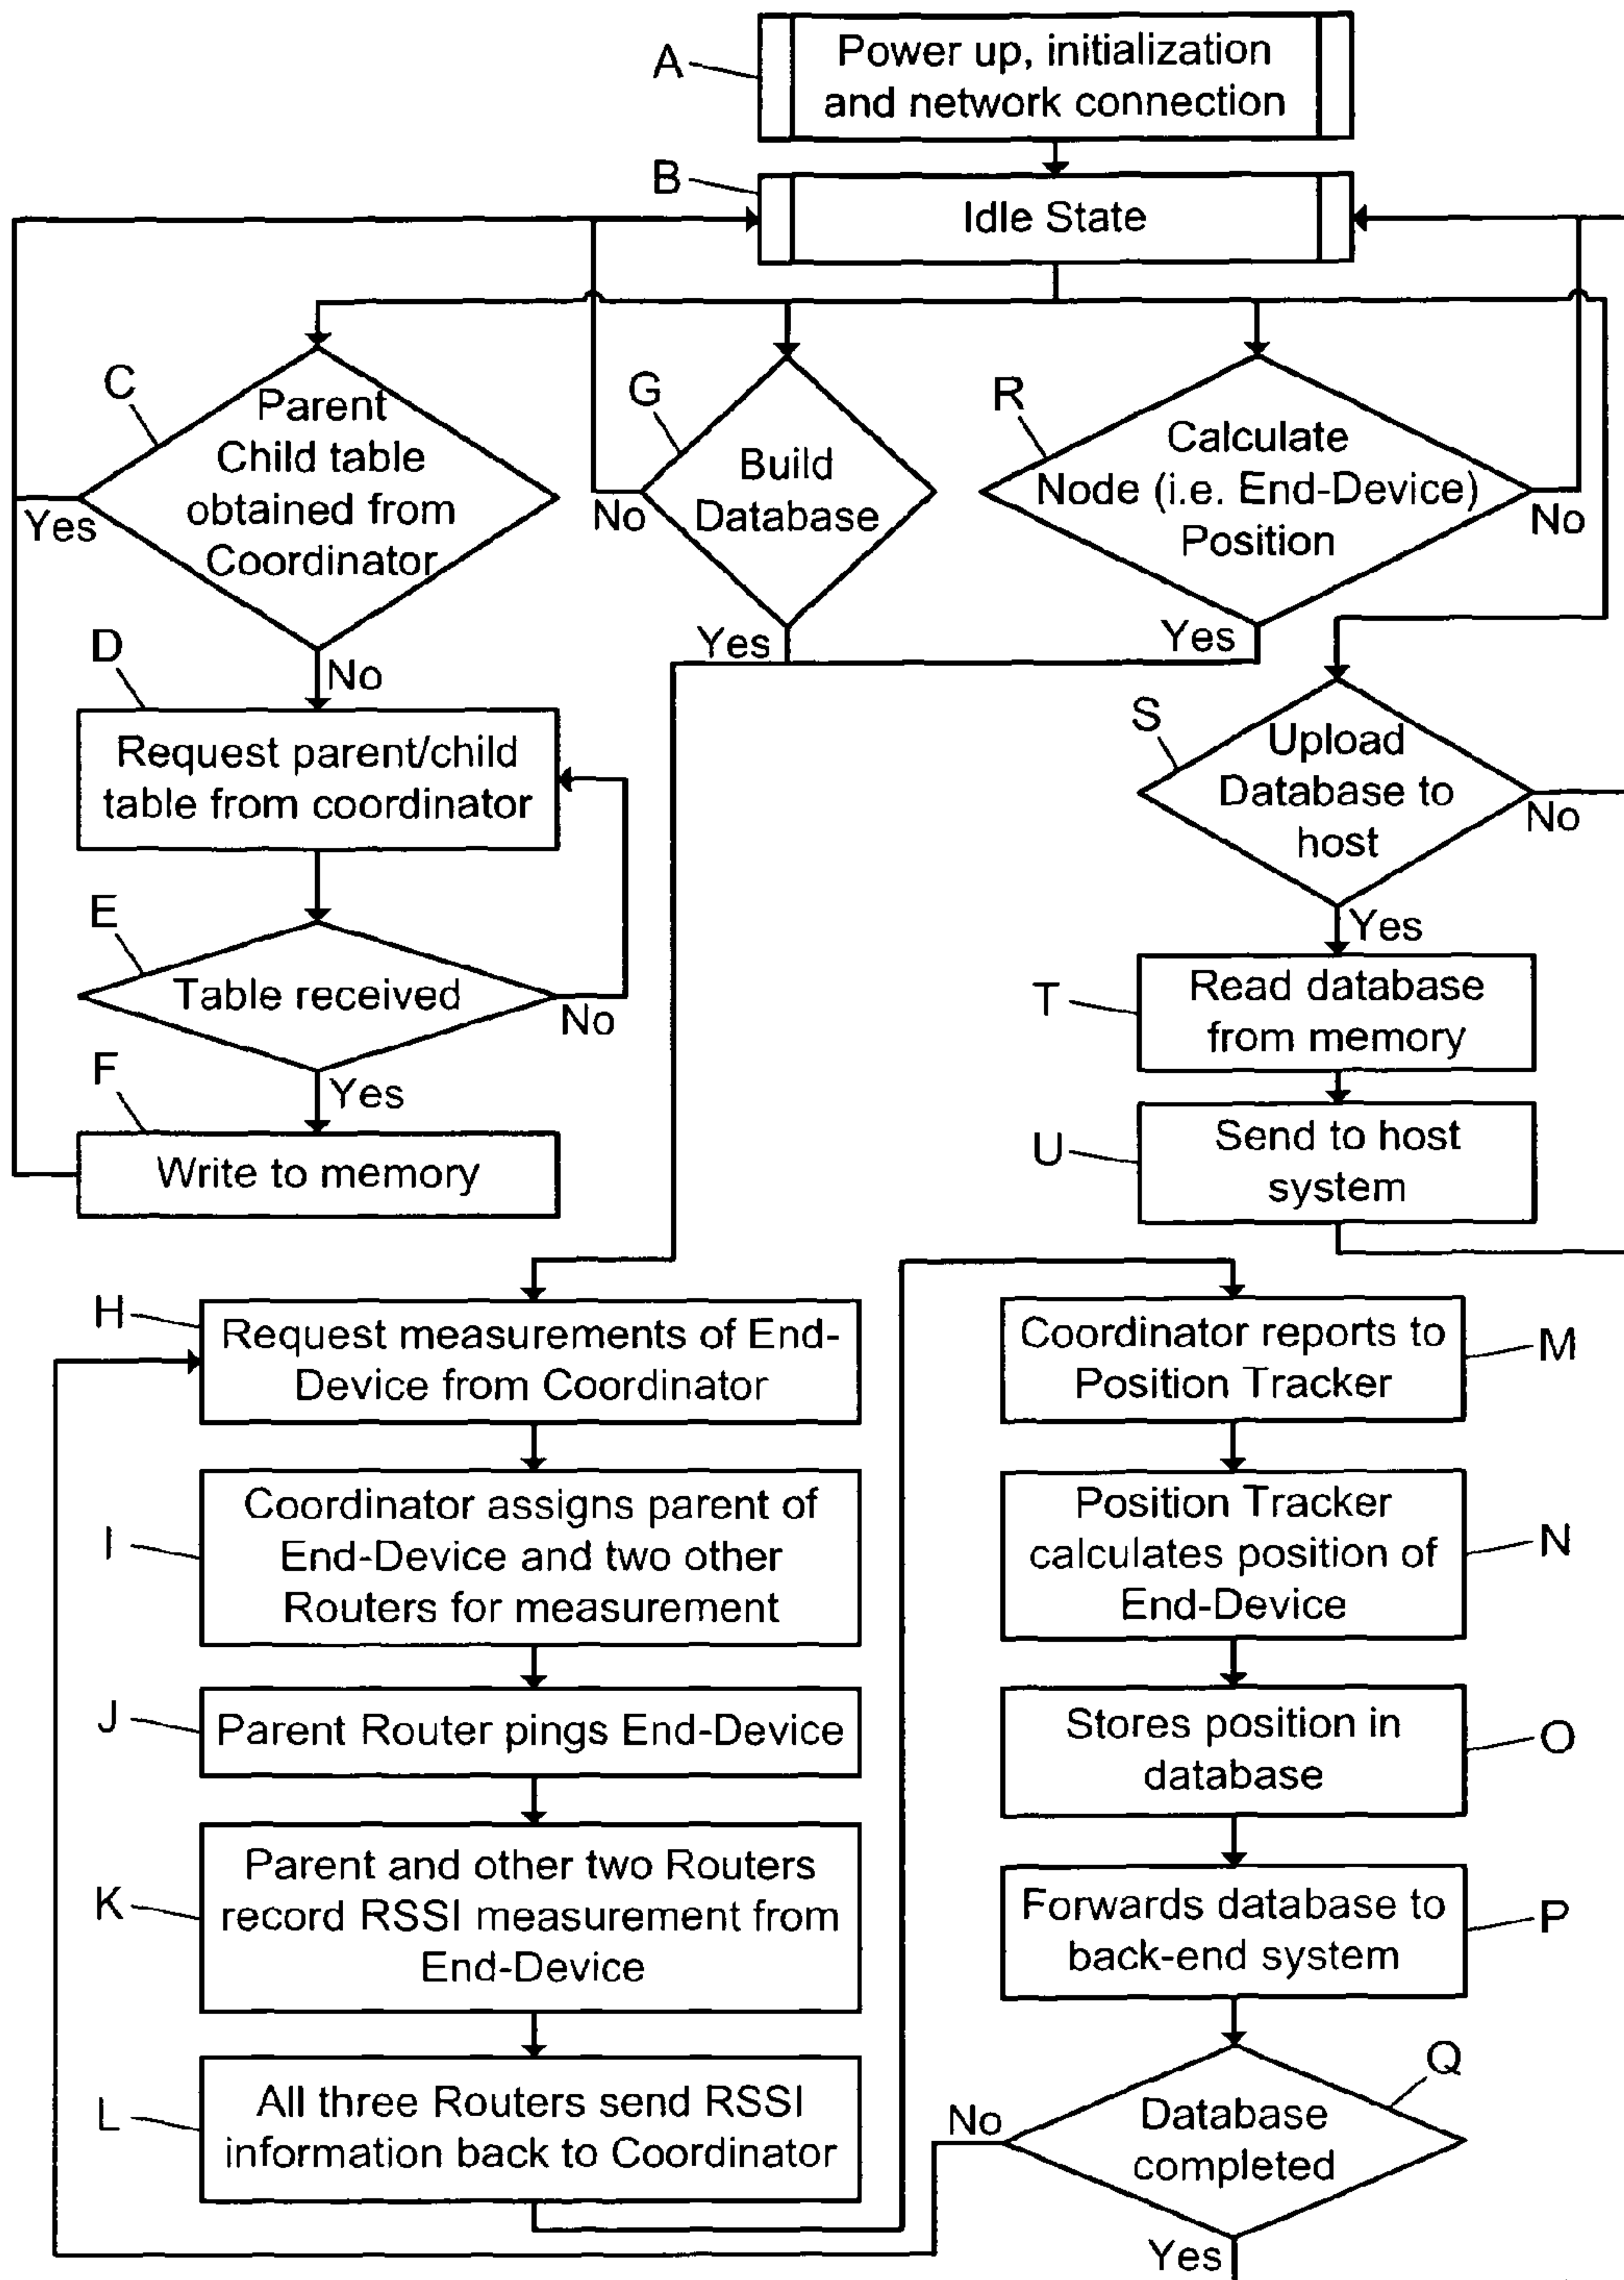 A
Power up, initialization
and network connection
B
Idle State
C
Parent
Child table
obtained from
Coordinator
Yes
No
G
Build
Database
No
Yes
R
Calculate
Node (i.e. End-Device)
Position
No
Yes
D
Request parent/child
table from coordinator
E
Table received
No
Yes
F
Write to memory
S
Upload
Database to
host
No
Yes
T
Read database
from memory
U
Send to host
system
H
Request measurements of End-
Device from Coordinator
I
Coordinator assigns parent of
End-Device and two other
Routers for measurement
J
Parent Router pings End-Device
K
Parent and other two Routers
record RSSI measurement from
End-Device
L
All three Routers send RSSI
information back to Coordinator
Coordinator reports to
Position Tracker
M
Position Tracker
calculates position of
End-Device
N
Stores position in
database
O
Forwards database to
back-end system
P
Q
Database
completed
No
Yes